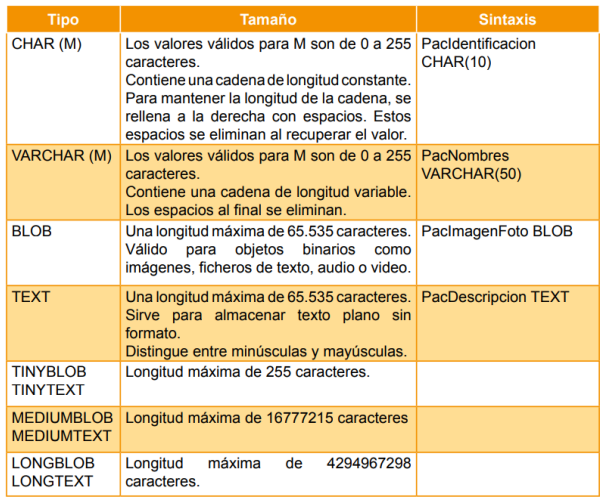 Tipo Tamaño Sintaxis
CHAR (M) Los valores válidos para M son de 0 a 255 PacIdentificacion
caracteres. CHAR(10)
Contiene una cadena de longitud constante.
Para mantener la longitud de la cadena, se
rellena a la derecha con espacios. Estos
espacios se eliminan al recuperar el valor.
VARCHAR (M) Los valores válidos para M son de 0 a 255 PacNombres
caracteres. VARCHAR(50)
Contiene una cadena de longitud variable.
Los espacios al final se eliminan.
BLOB Una longitud máxima de 65.535 caracteres. PacImagenFoto BLOB
Válido para objetos binarios como
imágenes, ficheros de texto, audio o video.
TEXT Una longitud máxima de 65.535 caracteres. PacDescripcion TEXT
Sirve para almacenar texto plano sin
formato.
Distingue entre minúsculas y mayúsculas.
TINYBLOB Longitud máxima de 255 caracteres.
TINYTEXT
MEDIUMBLOB Longitud máxima de 16777215 caracteres
MEDIUMTEXT
LONGBLOB Longitud máxima de 4294967298
LONGTEXT caracteres.